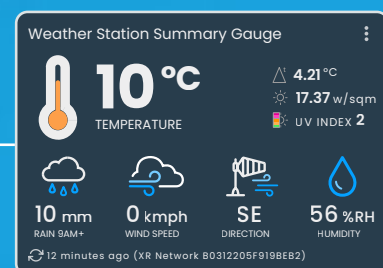 Weather Station Summary Gauge
10 °C
TEMPERATURE
4.21 °C
17.37 w/sqm
UV INDEX 2
10 mm
RAIN 9AM+
0 kmph
WIND SPEED
SE
DIRECTION
56 %RH
HUMIDITY
12 minutes ago (XR Network B0312205F919BEB2)